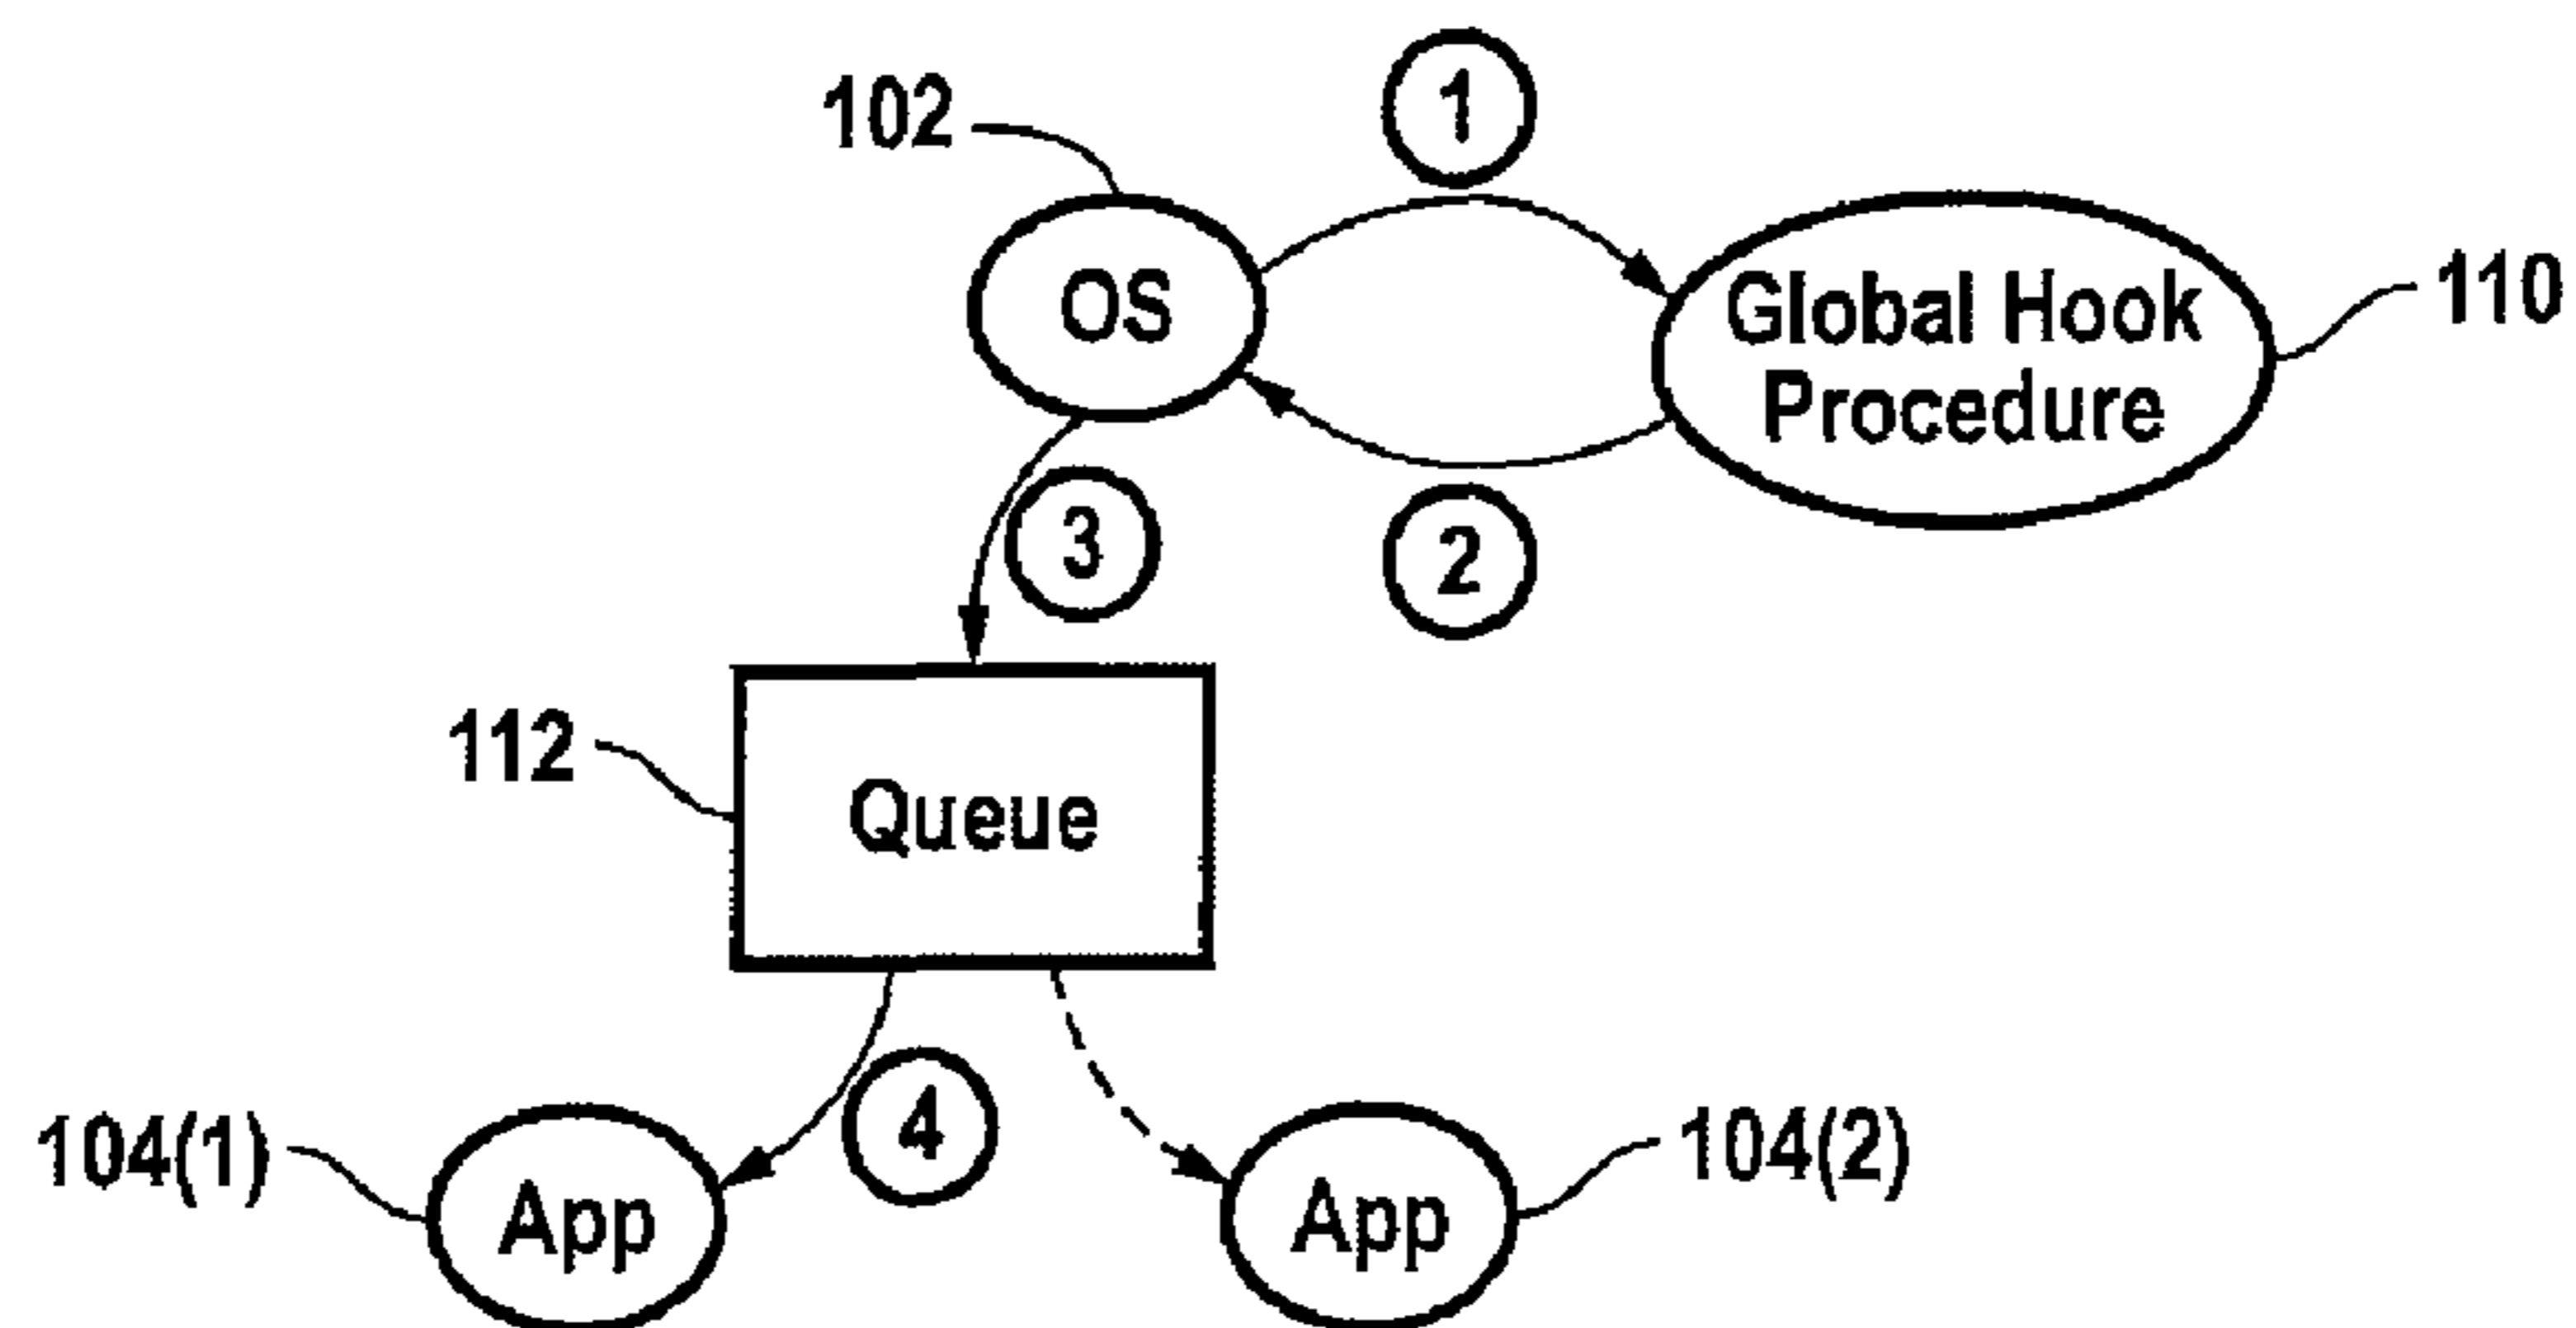 102
1
OS
Global Hook
Procedure
110
3
2
112
Queue
104(1)
4
104(2)
App
App